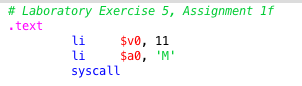 # Laboratory Exercise 5, Assignment 1f
.text
li $v0, 11
li $a0, 'M'
syscall